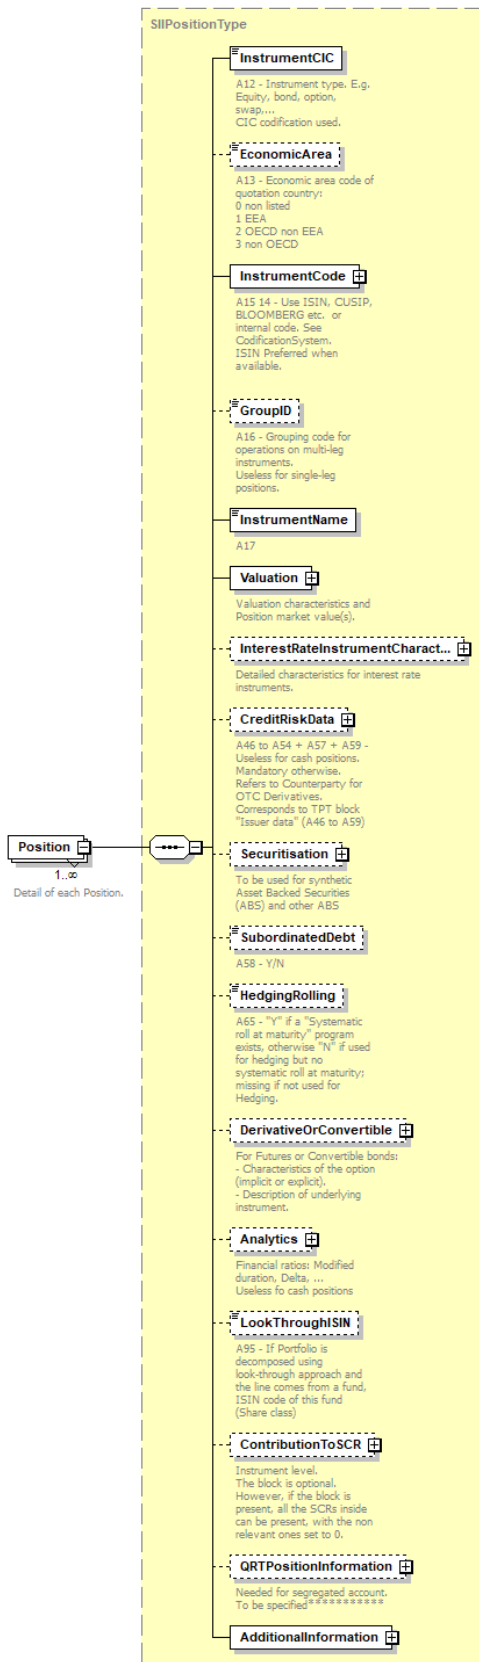 SIIPositionType
InstrumentCIC
A12 - Instrument type. E.g.
Equity, bond, option,
swap,...
CIC codification used.
EconomicArea
A13 - Economic area code of
quotation country:
0 non listed
1 EEA
2 OECD non EEA
3 non OECD
InstrumentCode
A15 14 - Use ISIN, CUSIP,
BLOOMBERG etc.  or
internal code. See
CodificationSystem.
ISIN Preferred when
available.
GroupID
A16 - Grouping code for
operations on multi-leg
instruments.
Useless for single-leg
positions.
InstrumentName
A17
Valuation
Valuation characteristics and
Position market value(s).
InterestRateInstrumentCharact...
Detailed characteristics for interest rate
instruments.
CreditRiskData
A46 to A54 + A57 + A59 -
Useless for cash positions.
Mandatory otherwise.
Refers to Counterparty for
OTC Derivatives.
Corresponds to TPT block
"Issuer data" (A46 to A59)
Position
1..∞
Detail of each Position.
Securitisation
To be used for synthetic
Asset Backed Securities
(ABS) and other ABS
SubordinatedDebt
A58 - Y/N
HedgingRolling
A65 - "Y" if a "Systematic
roll at maturity" program
exists, otherwise "N" if used
for hedging but no
systematic roll at maturity;
missing if not used for
Hedging.
DerivativeOrConvertible
For Futures or Convertible bonds:
- Characteristics of the option
(implicit or explicit).
- Description of underlying
instrument.
Analytics
Financial ratios: Modified
duration, Delta, ...
Useless fo cash positions
LookThroughISIN
A95 - If Portfolio is
decomposed using
look-through approach and
the line comes from a fund,
ISIN code of this fund
(Share class)
ContributionToSCR
Instrument level.
The block is optional.
However, if the block is
present, all the SCRs inside
can be present, with the non
relevant ones set to 0.
QRTPositionInformation
Needed for segregated account.
To be specified***********
AdditionalInformation